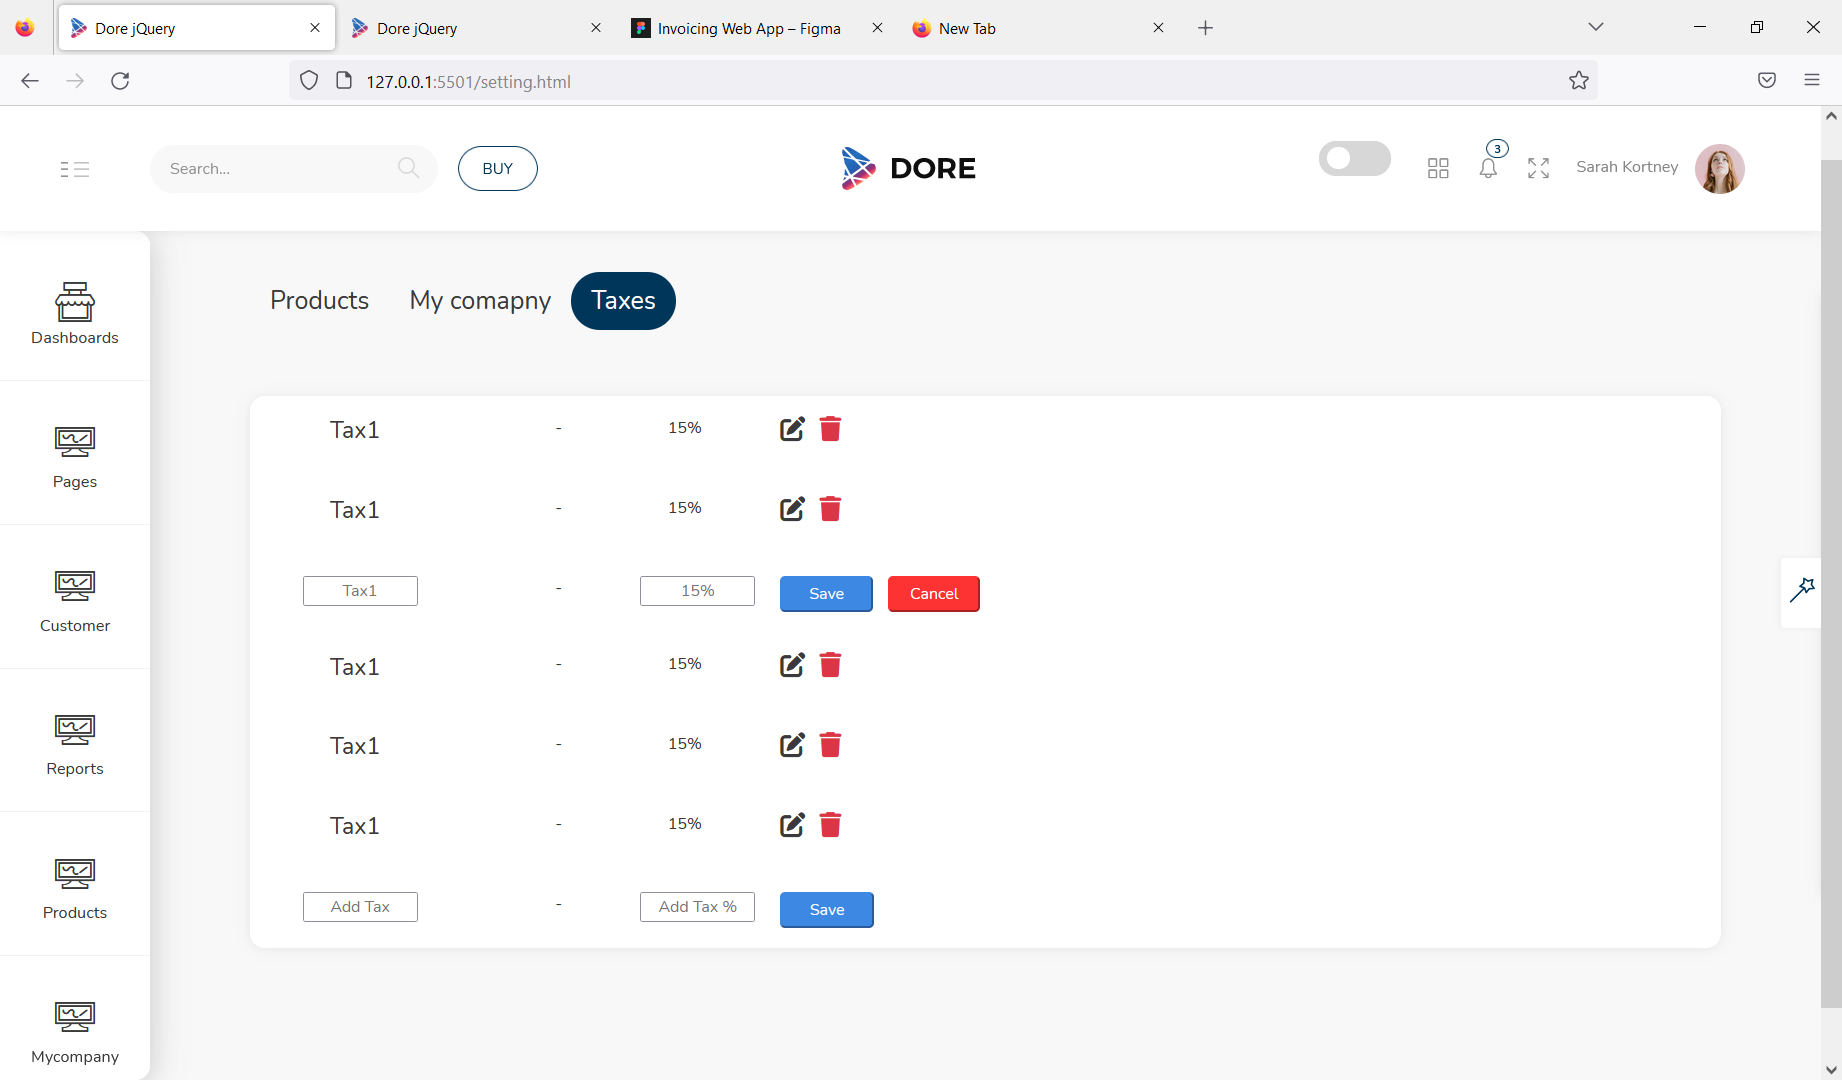 Dore jQuery
Dore jQuery
Invoicing Web App – Figma
New Tab
127.0.0.1:5501/setting.html
Search...
BUY
DORE
3
Sarah Kortney
Dashboards
Pages
Customer
Reports
Products
Mycompany
Products My comapny Taxes
Tax1 - 15%
Tax1 - 15%
Tax1 - 15% Save Cancel
Tax1 - 15%
Tax1 - 15%
Tax1 - 15%
Add Tax - Add Tax % Save